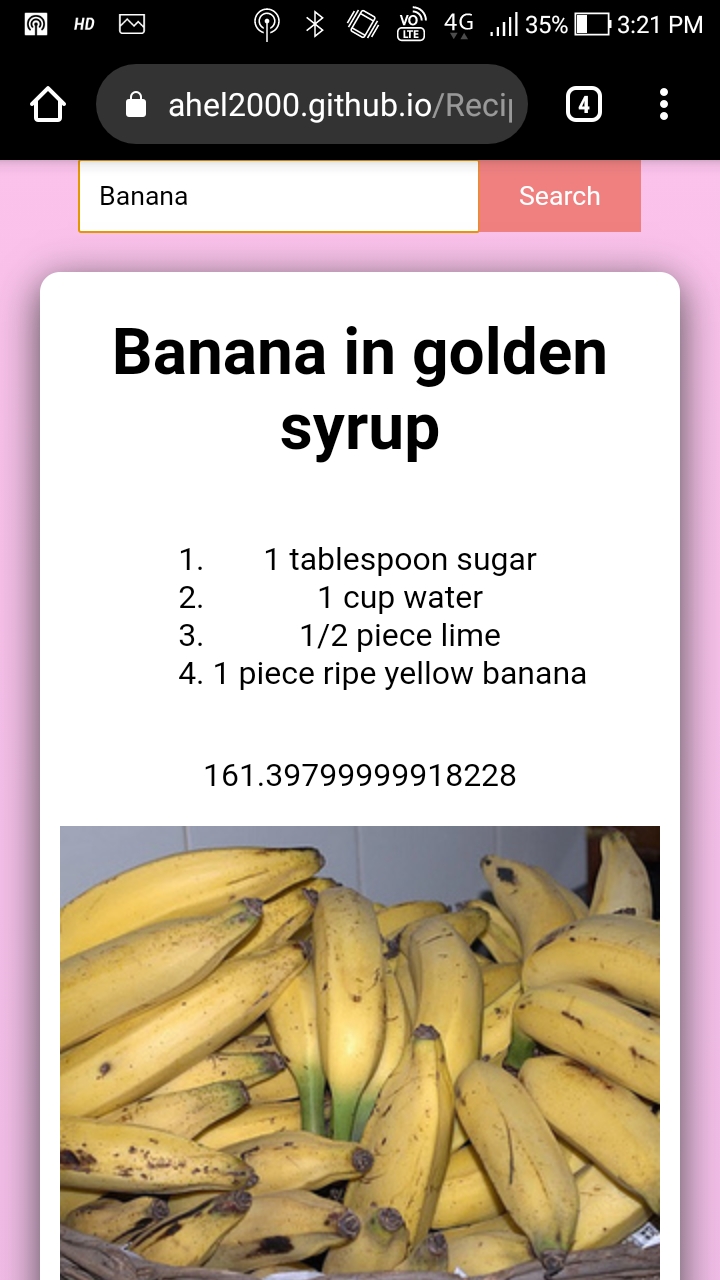 HD
VO
LTE
4G
35%
3:21 PM
ahel2000.github.io/Recip
4
Banana
Search
Banana in golden
syrup
1. 1 tablespoon sugar
2. 1 cup water
3. 1/2 piece lime
4. 1 piece ripe yellow banana
161.39799999918228